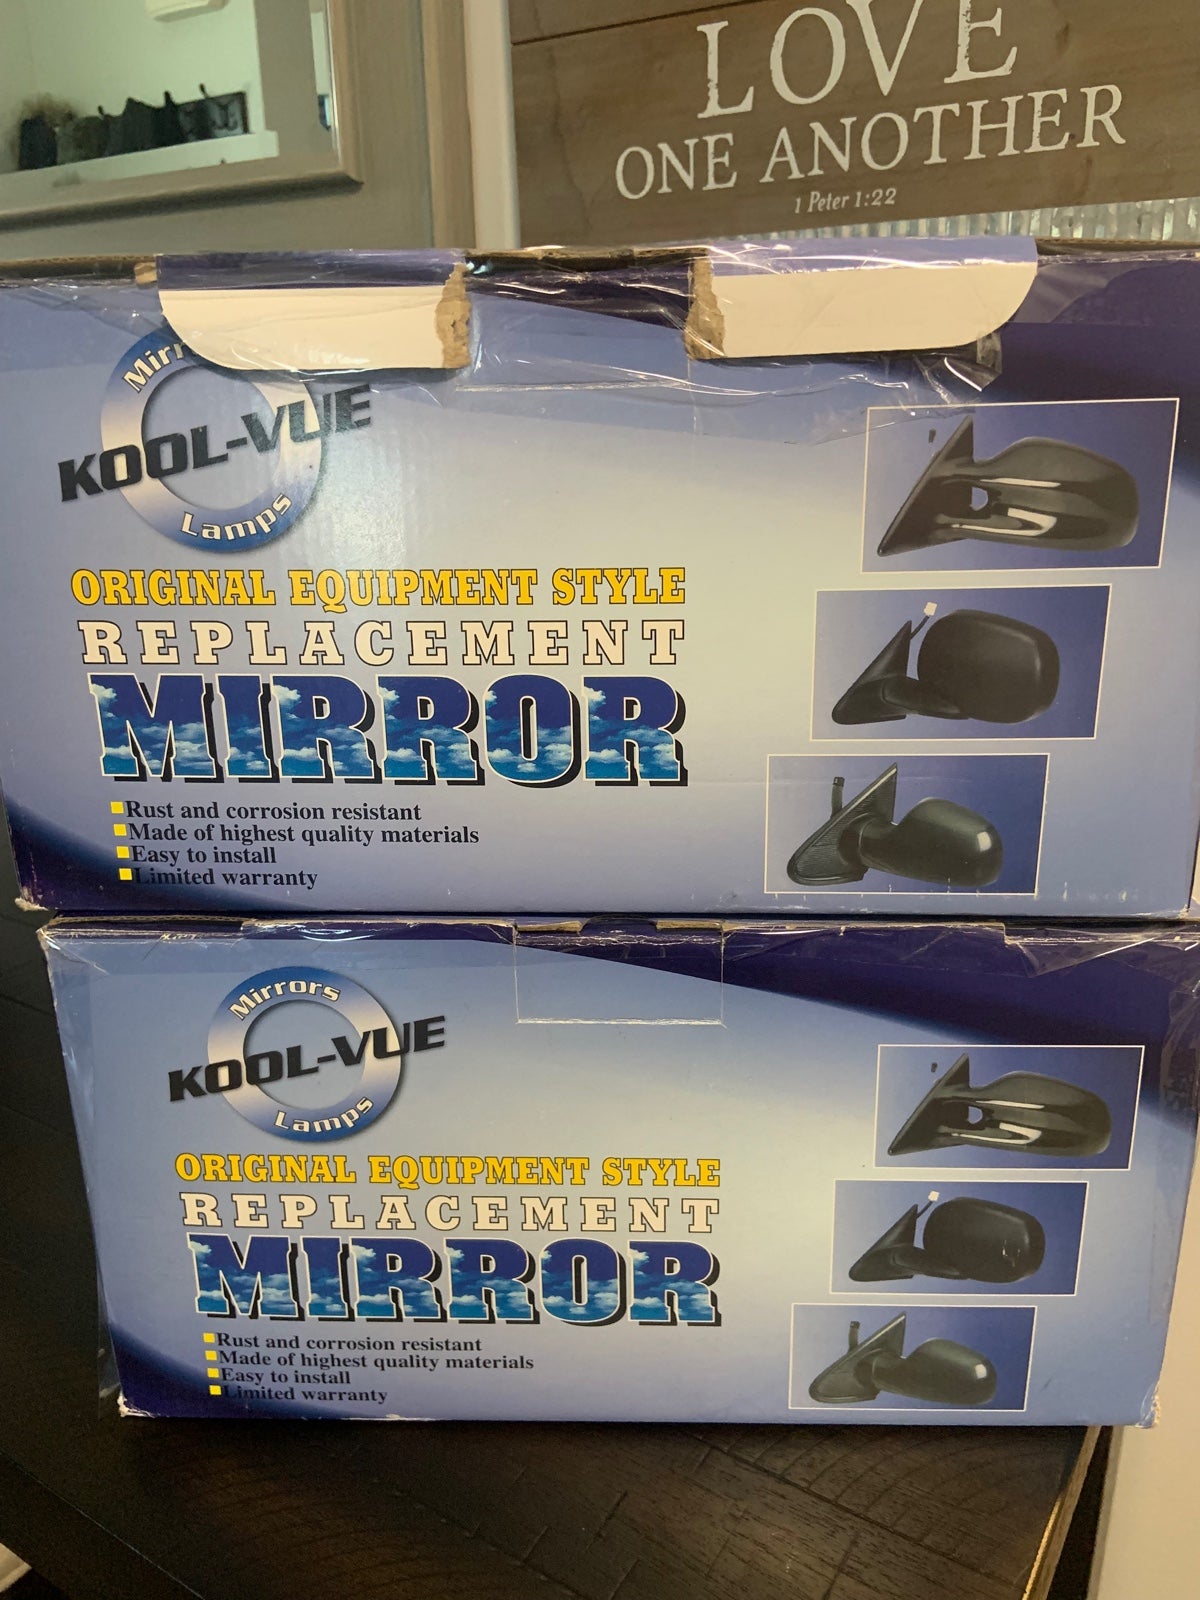 LOVE
ONE ANOTHER
1 Peter 1:22
KOOL-VUE
Lamps
ORIGINAL EQUIPMENT STYLE
REPLACEMENT
MIRROR
Rust and corrosion resistant
Made of highest quality materials
Easy to install
Limited warranty
Mirrors
KOOL-VUE
Lamps
ORIGINAL EQUIPMENT STYLE
REPLACEMENT
MIRROR
Rust and corrosion resistant
Made of highest quality materials
Easy to install
Limited warranty